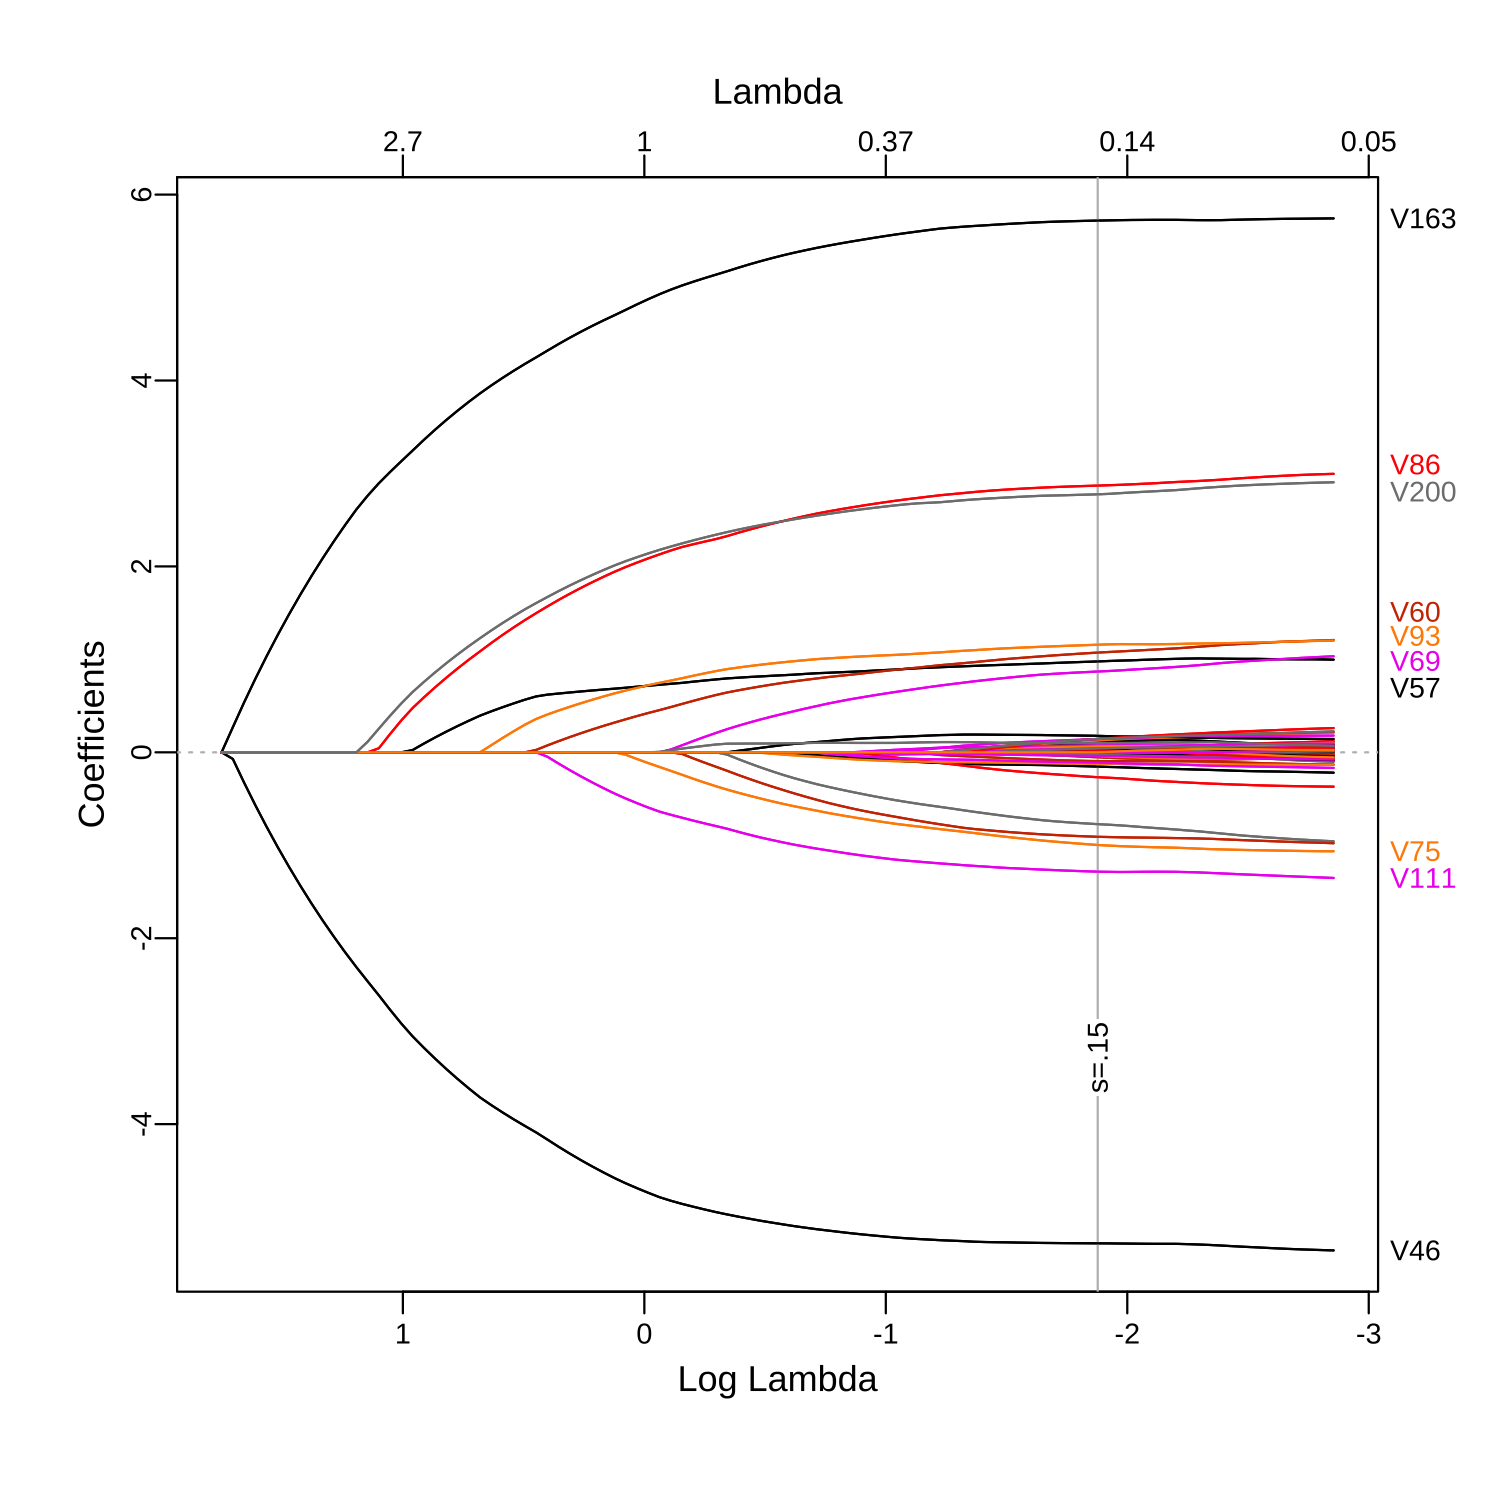 Lambda
2.7 1 0.37 0.14 0.05
6
4
2
0
-2
-4
Coefficients
V163
V86
V200
V60
V93
V69
V57
V75
V111
V46
s=.15
1 0 -1 -2 -3
Log Lambda